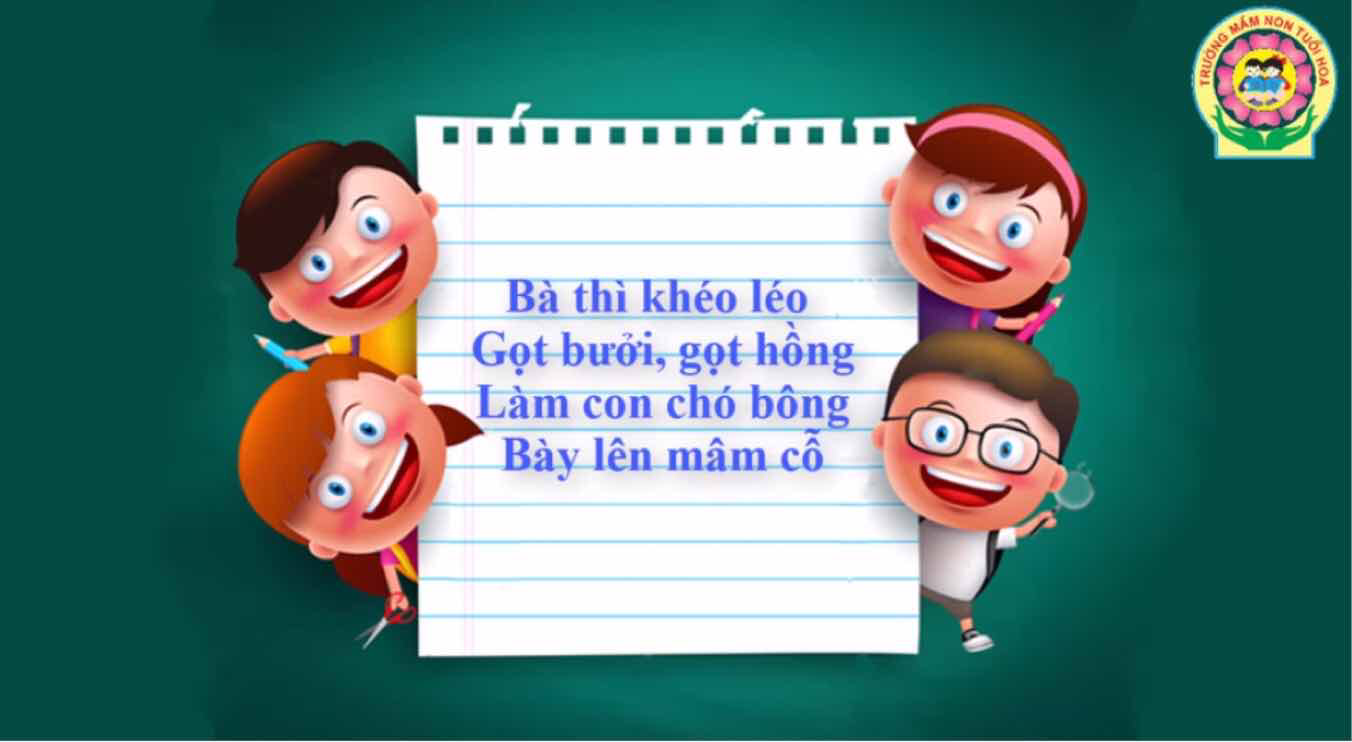 TRƯỜNG MẦM NON TUỔI HOA
Bà thì khéo léo
Gọt bưởi, gọt hồng
Làm con chó bông
Bày lên mâm cỗ